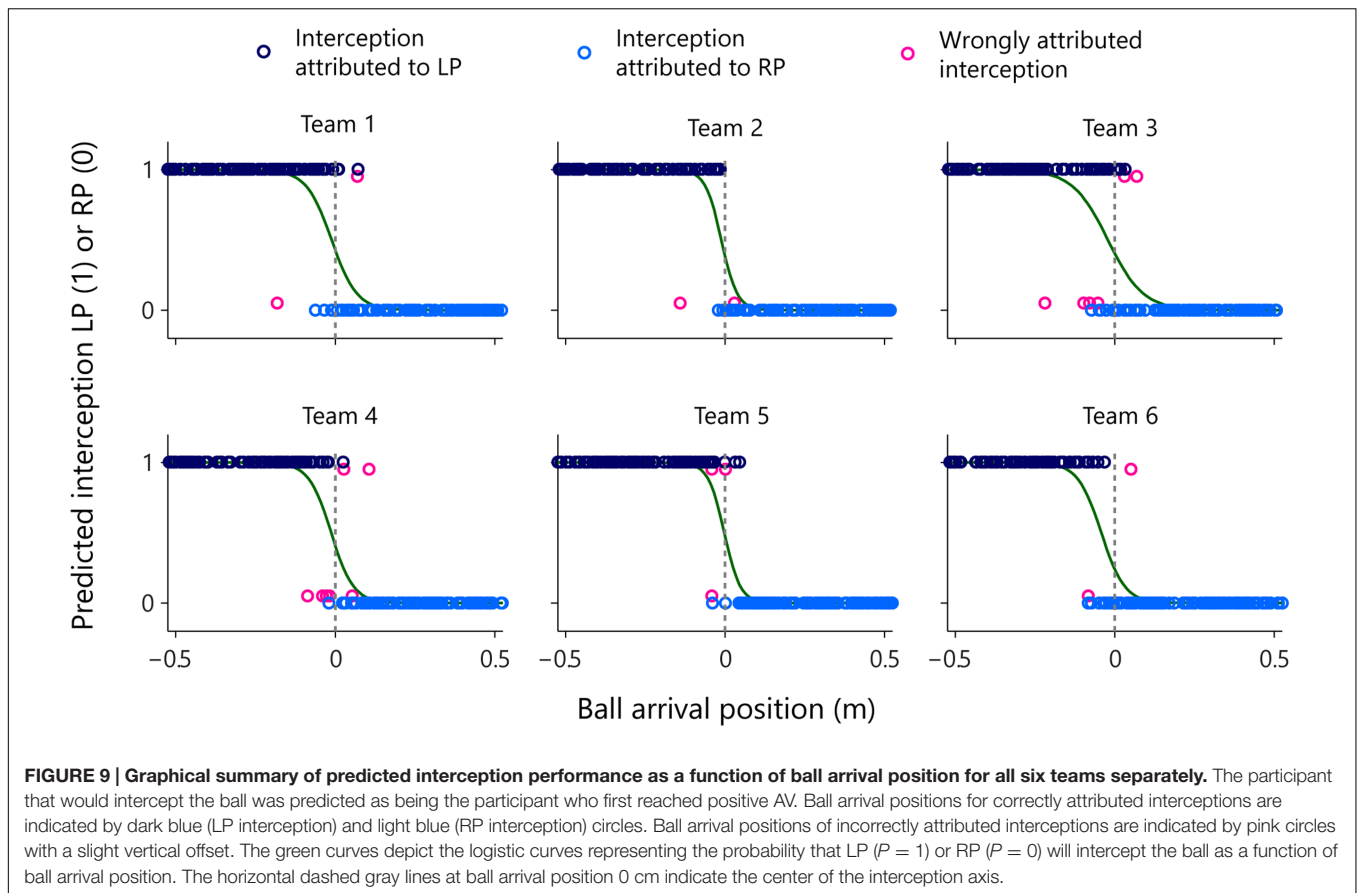 Interception
attributed to LP
Interception
attributed to RP
Wrongly attributed
interception
Team 1
Team 2
Team 3
1
0
Team 4
Team 5
Team 6
1
0
−0.5 0 0.5
−0.5 0 0.5
−0.5 0 0.5
Predicted interception LP (1) or RP (0)
Ball arrival position (m)
FIGURE 9 | Graphical summary of predicted interception performance as a function of ball arrival position for all six teams separately. The participant
that would intercept the ball was predicted as being the participant who first reached positive AV. Ball arrival positions for correctly attributed interceptions are
indicated by dark blue (LP interception) and light blue (RP interception) circles. Ball arrival positions of incorrectly attributed interceptions are indicated by pink circles
with a slight vertical offset. The green curves depict the logistic curves representing the probability that LP (P = 1) or RP (P = 0) will intercept the ball as a function of
ball arrival position. The horizontal dashed gray lines at ball arrival position 0 cm indicate the center of the interception axis.